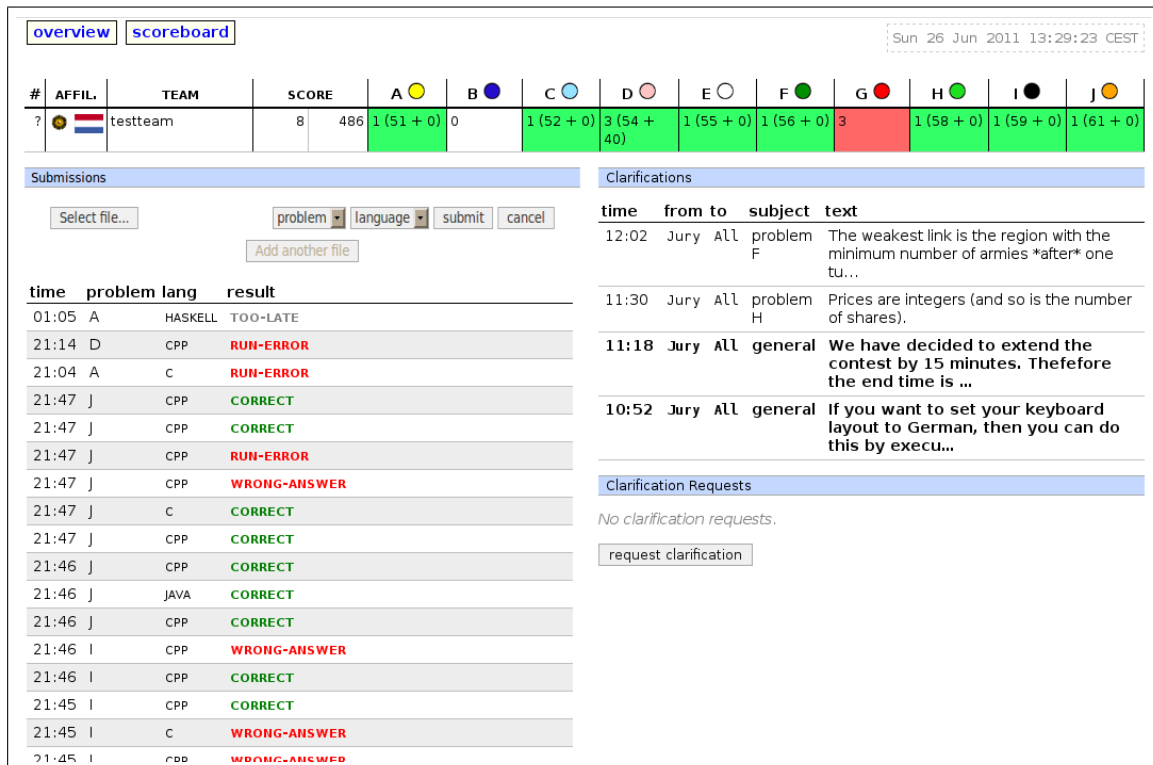 overview scoreboard
Sun 26 Jun 2011 13:29:23 CEST
# AFFIL. TEAM SCORE A B C D E F G H I J
? testteam 8 486 1 (51 + 0) 0 1 (52 + 0) 3 (54 + 1 (55 + 0) 1 (56 + 0) 3 1 (58 + 0) 1 (59 + 0) 1 (61 + 0)
40)
Submissions
Select file... problem language submit cancel
Add another file
time problem lang result
01:05 A HASKELL TOO-LATE
21:14 D CPP RUN-ERROR
21:04 A C RUN-ERROR
21:47 J CPP CORRECT
21:47 J CPP CORRECT
21:47 J CPP RUN-ERROR
21:47 J CPP WRONG-ANSWER
21:47 J C CORRECT
21:47 J CPP CORRECT
21:46 J CPP CORRECT
21:46 J JAVA CORRECT
21:46 J CPP CORRECT
21:46 I CPP WRONG-ANSWER
21:46 I CPP CORRECT
21:45 I CPP CORRECT
21:45 I C WRONG-ANSWER
21:45 I CPP WRONG-ANSWER
Clarifications
time from to subject text
12:02 Jury All problem The weakest link is the region with the
F minimum number of armies *after* one
tu...
11:30 Jury All problem Prices are integers (and so is the number
H of shares).
11:18 Jury All general We have decided to extend the
contest by 15 minutes. Thefefore
the end time is ...
10:52 Jury All general If you want to set your keyboard
layout to German, then you can do
this by execu...
Clarification Requests
No clarification requests.
request clarification